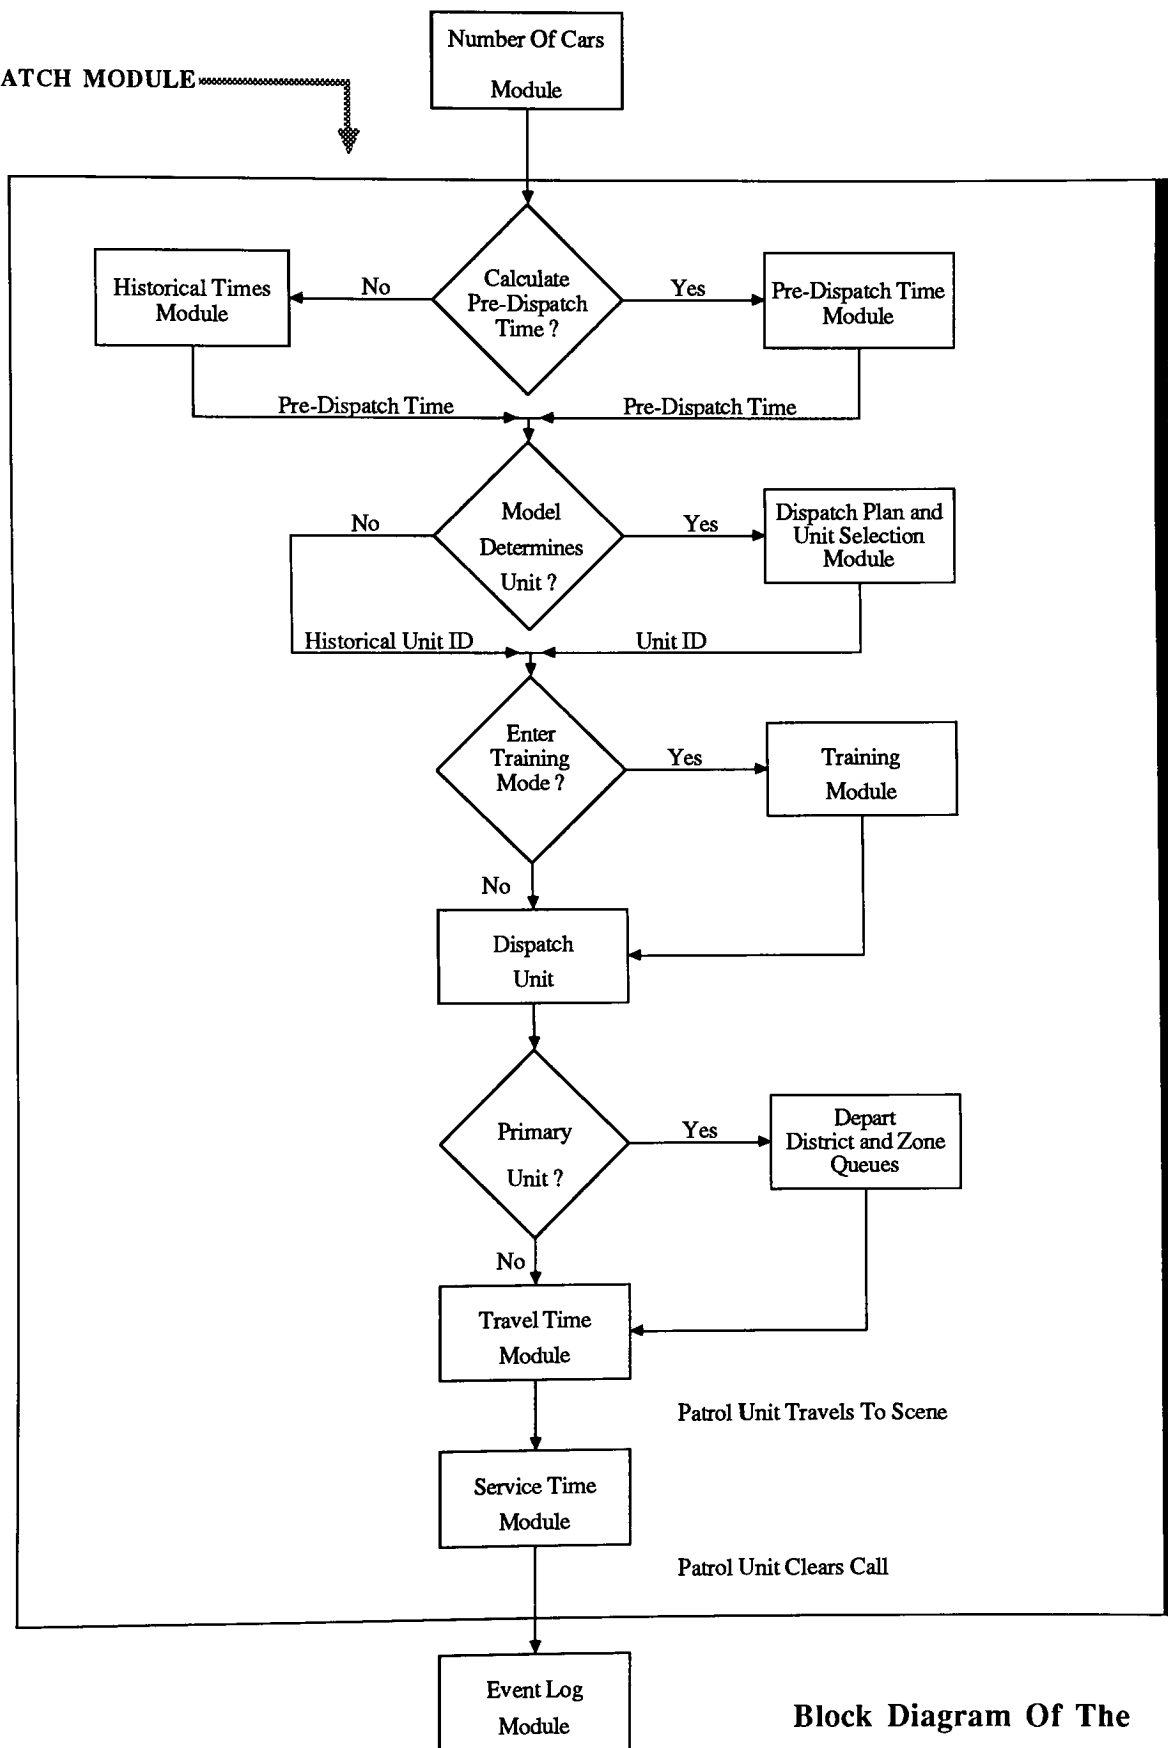 Number Of Cars
Module
ATCH MODULE
Calculate
Pre-Dispatch
Time ?
No
Yes
Historical Times
Module
Pre-Dispatch Time
Module
Pre-Dispatch Time
Pre-Dispatch Time
Model
Determines
Unit ?
No
Yes
Dispatch Plan and
Unit Selection
Module
Historical Unit ID
Unit ID
Enter
Training
Mode ?
Yes
Training
Module
No
Dispatch
Unit
Primary
Unit ?
Yes
Depart
District and Zone
Queues
No
Travel Time
Module
Patrol Unit Travels To Scene
Service Time
Module
Patrol Unit Clears Call
Event Log
Module
Block Diagram Of The